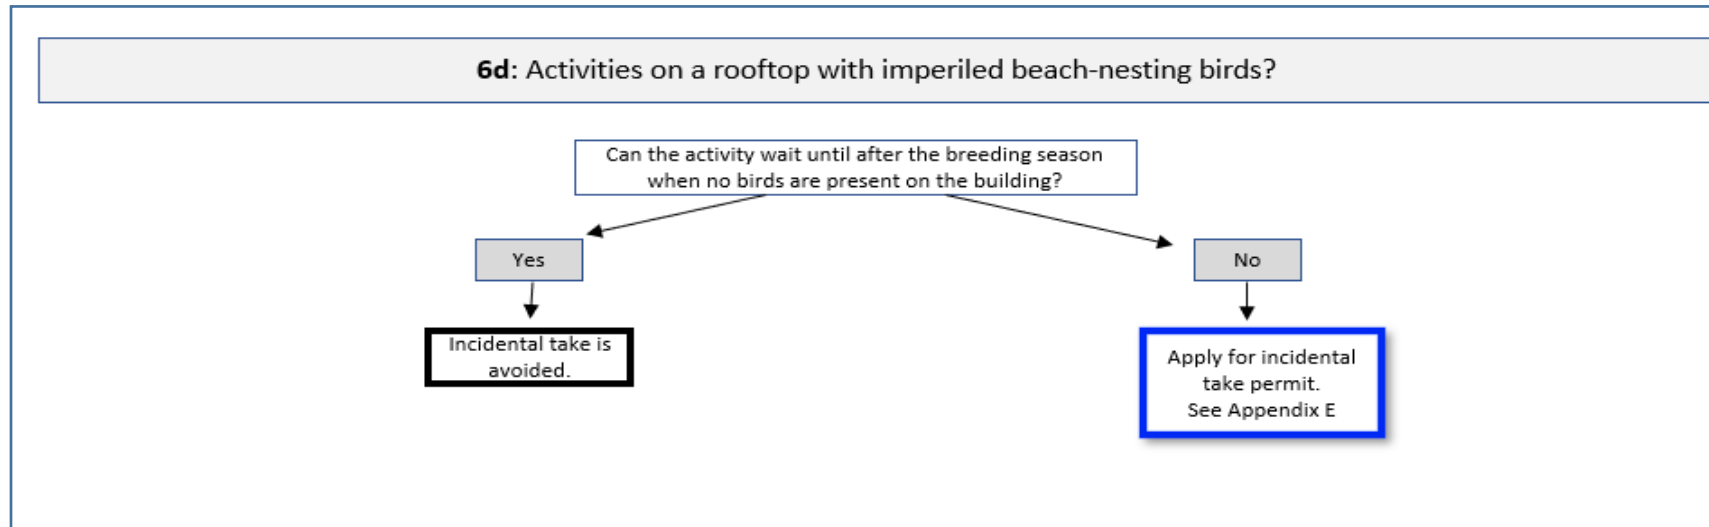 6d: Activities on a rooftop with imperiled beach-nesting birds?
Can the activity wait until after the breeding season
when no birds are present on the building?
Yes
No
Incidental take is
avoided.
Apply for incidental
take permit.
See Appendix E